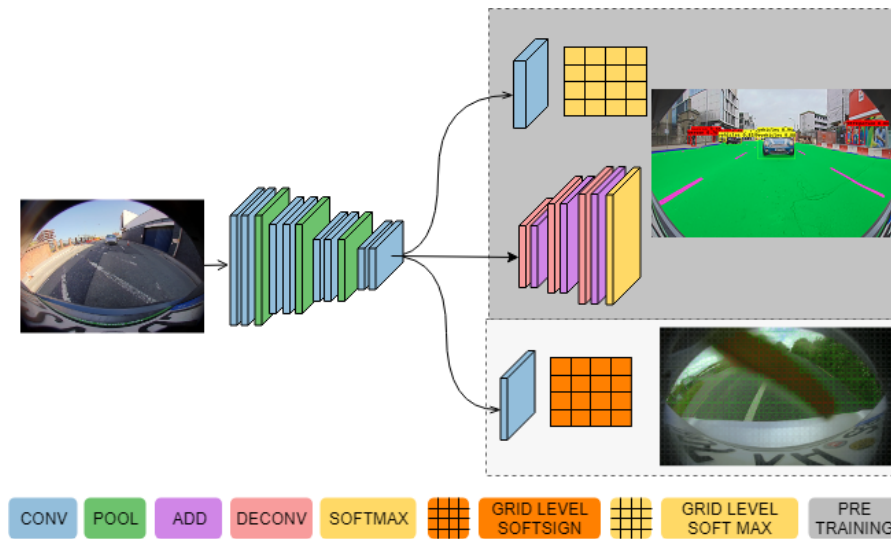 CONV
POOL
ADD
DECONV
SOFTMAX
GRID LEVEL
SOFTSIGN
GRID LEVEL
SOFT MAX
PRE
TRAINING